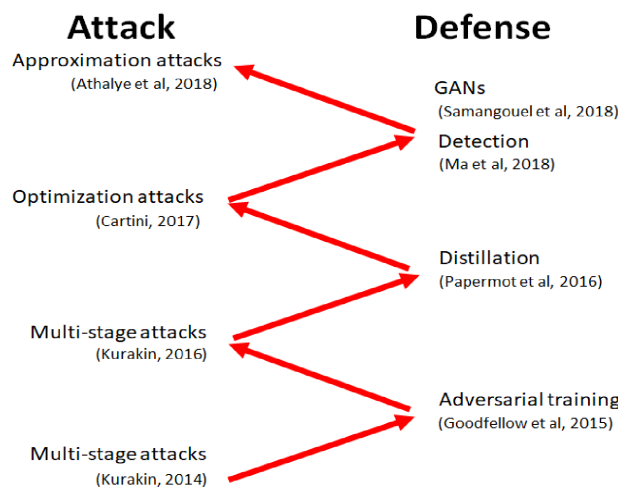 Attack
Defense
Approximation attacks
(Athalye et al, 2018)
GANs
(Samangouel et al, 2018)
Detection
(Ma et al, 2018)
Optimization attacks
(Cartini, 2017)
Distillation
(Papermot et al, 2016)
Multi-stage attacks
(Kurakin, 2016)
Adversarial training
(Goodfellow et al, 2015)
Multi-stage attacks
(Kurakin, 2014)